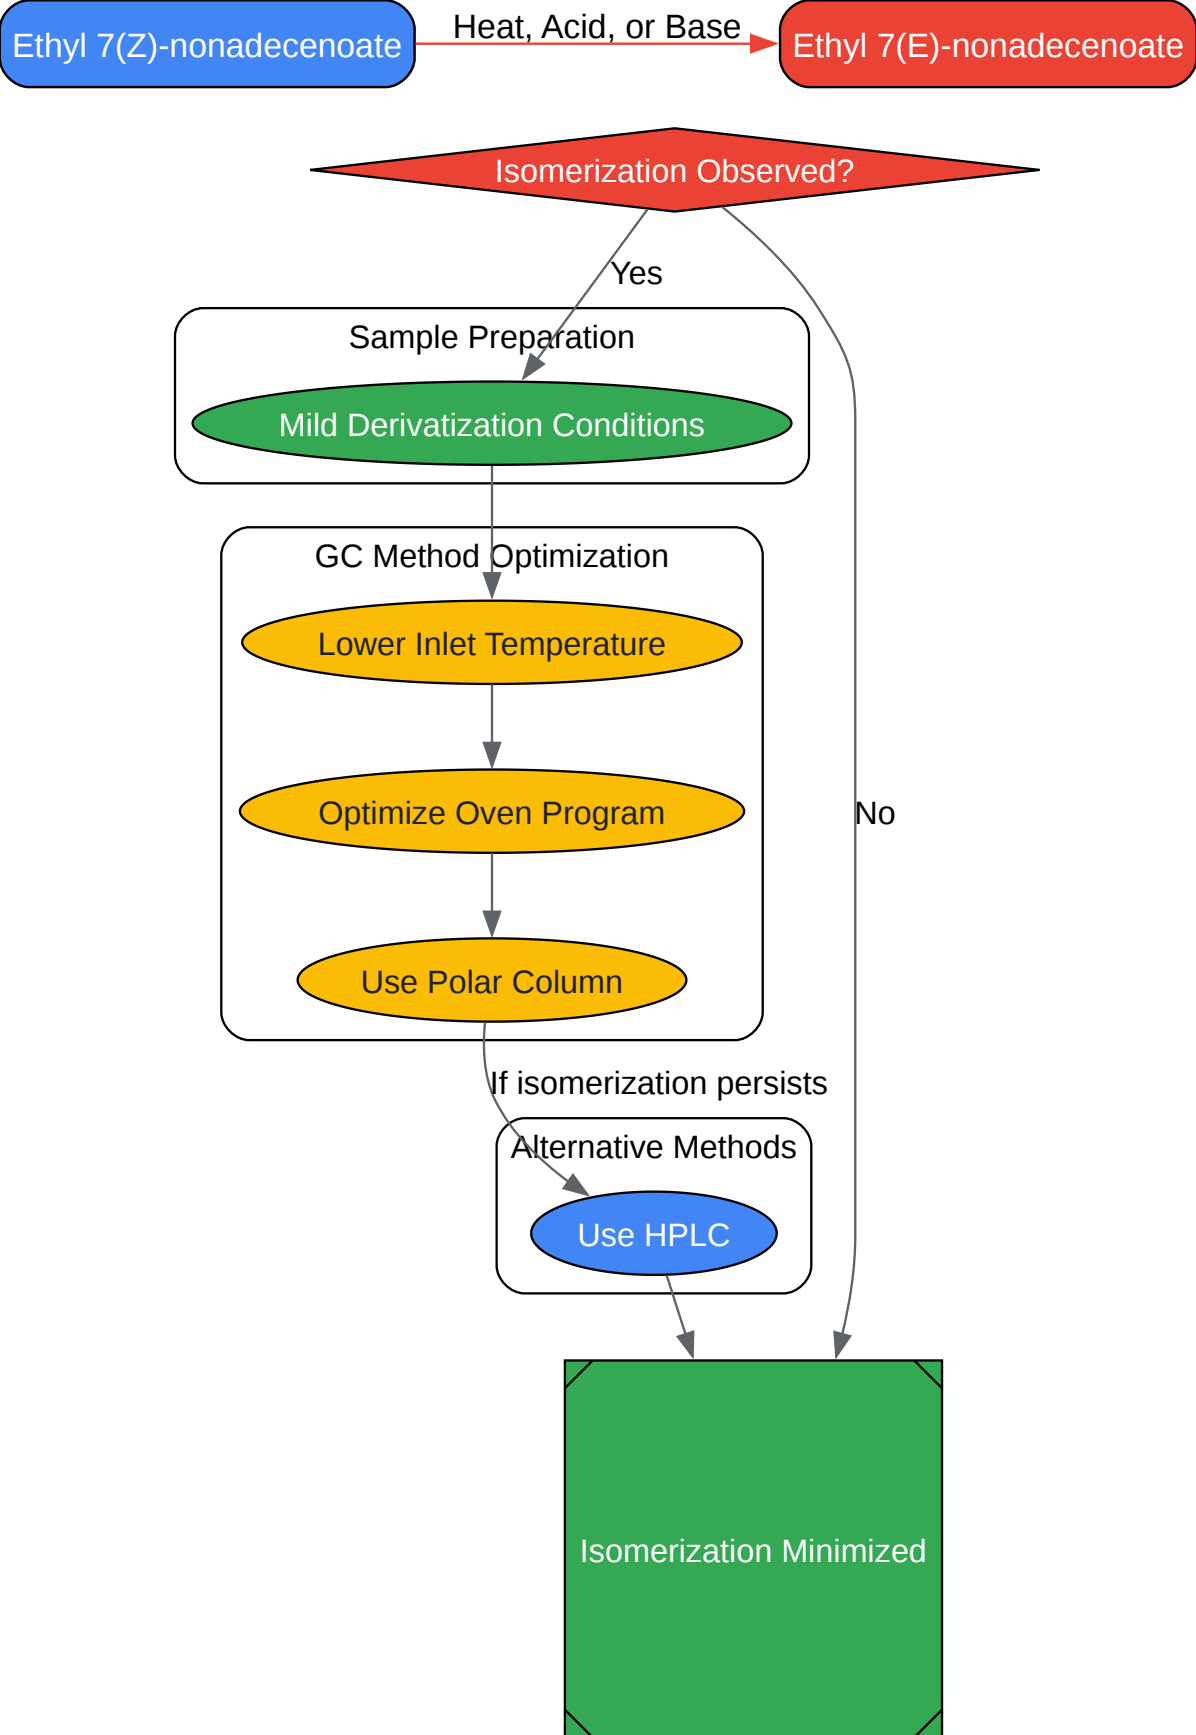 Ethyl 7(Z)-nonadecenoate
Heat, Acid, or Base
Ethyl 7(E)-nonadecenoate
Isomerization Observed?
Yes
Sample Preparation
Mild Derivatization Conditions
GC Method Optimization
Lower Inlet Temperature
Optimize Oven Program
No
Use Polar Column
If isomerization persists
Alternative Methods
Use HPLC
Isomerization Minimized